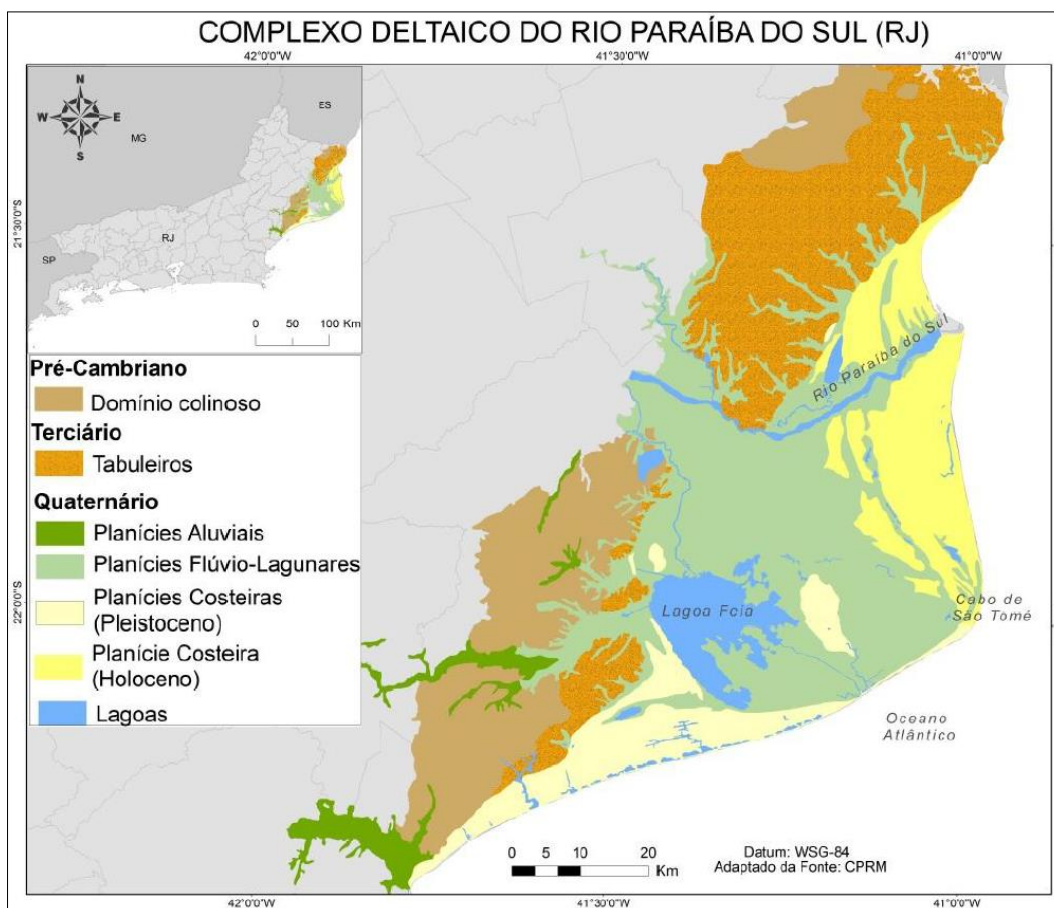 COMPLEXO DELTAICO DO RIO PARAÍBA DO SUL (RJ)
42°0'0"W
41°30'0"W
41°0'0"W
N
W
E
S
ES
MG
RJ
SP
0 50 100 Km
21°30'0"S
22°0'0"S
Pré-Cambriano
Domínio colinoso
Terciário
Tabuleiros
Quaternário
Planícies Aluviais
Planícies Flúvio-Lagunares
Planícies Costeiras
(Pleistoceno)
Planície Costeira
(Holoceno)
Lagoas
Rio Paraíba do Sul
Lagoa Fcia
Cabo de
São Tomé
Oceano
Atlântico
0 5 10 20
Km
Datum: WSG-84
Adaptado da Fonte: CPRM
42°0'0"W
41°30'0"W
41°0'0"W